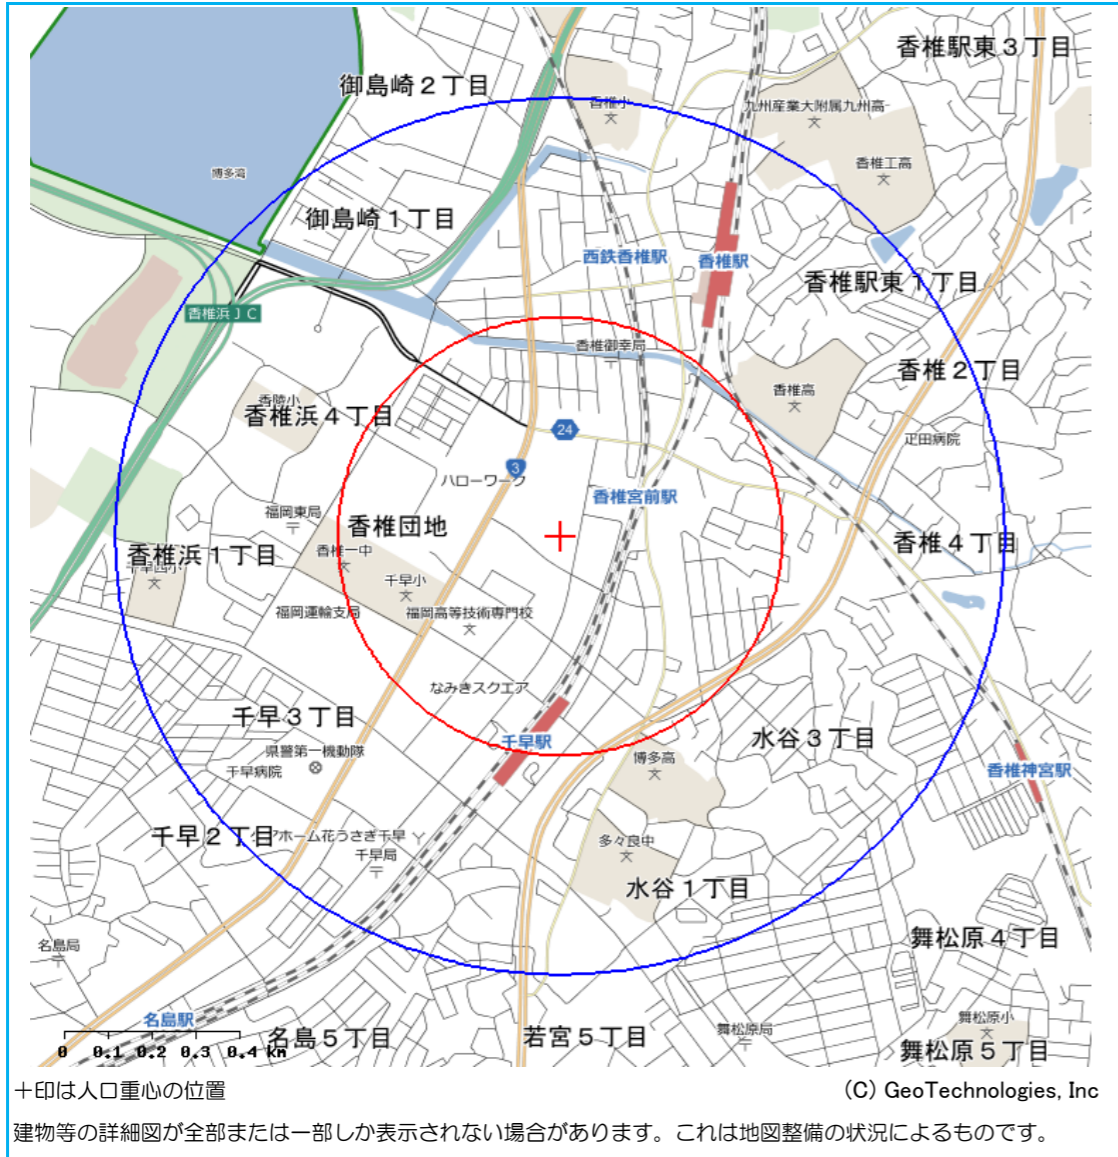 香椎駅東３丁目
御島崎２丁目
香椎小
九州産業大附属九州高
香椎工高
博多湾
御島崎１丁目
西鉄香椎駅
香椎駅
香椎駅東１丁目
香椎浜ＪＣ
香椎御幸局
香椎２丁目
香椎高
香陵小
香椎浜４丁目
24
疋田病院
3
ハローワーク
香椎宮前駅
福岡東局
香椎団地
香椎４丁目
香椎浜１丁目
香椎一中
千早西小
千早小
福岡運輸支局
福岡高等技術専門校
なみきスクエア
千早３丁目
千早駅
水谷３丁目
県警第一機動隊
千早病院
博多高
香椎神宮駅
千早２丁目
アホーム花うさぎ千早
千早局
多々良中
水谷１丁目
名島局
舞松原４丁目
名島駅
名島５丁目
若宮５丁目
舞松原局
舞松原小
舞松原５丁目
0 0.1 0.2 0.3 0.4 km
＋印は人口重心の位置
(C) GeoTechnologies, Inc
建物等の詳細図が全部または一部しか表示されない場合があります。これは地図整備の状況によるものです。